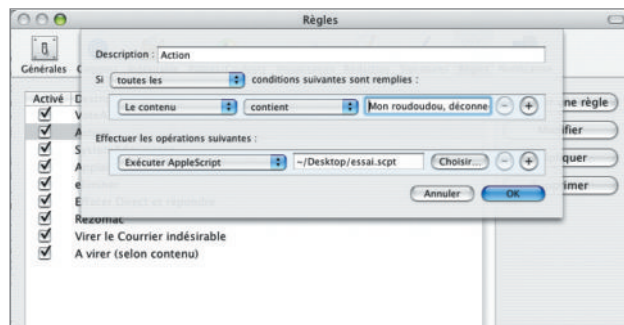 Règles
Description : Action
Générales
Si toutes les conditions suivantes sont remplies :
Activé
Le contenu contient Mon roudoudou, déconne
ne règle
Effectuer les opérations suivantes :
Exécuter AppleScript ~/Desktop/essai.scpt Choisir...
quer
Annuler OK
imer
Rezomac
Virer le Courrier indésirable
A virer (selon contenu)